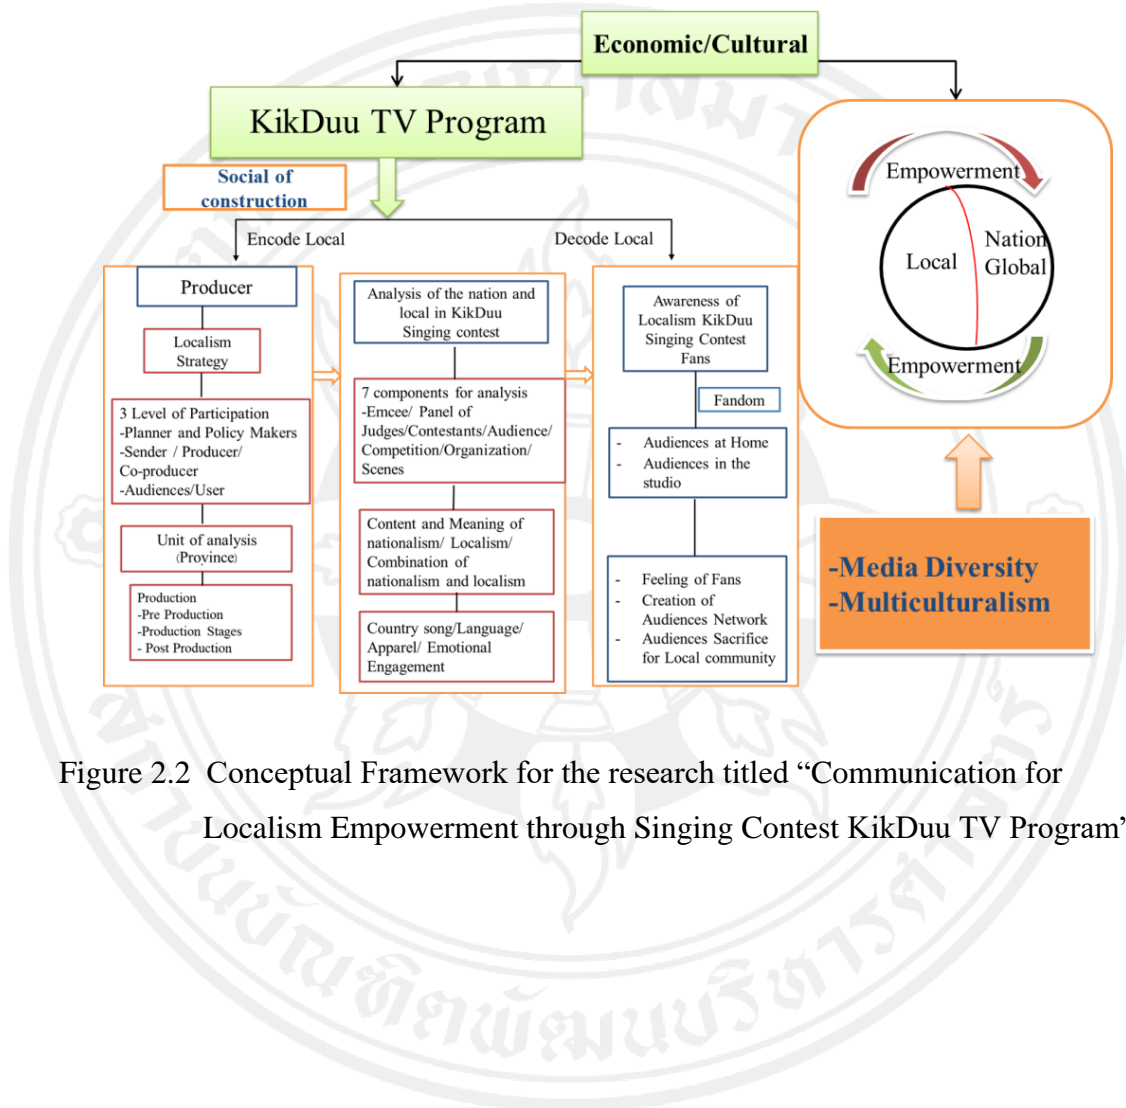 Economic/Cultural
KikDuu TV Program
Social of
construction
Encode Local
Decode Local
Producer
Localism
Strategy
3 Level of Participation
-Planner and Policy Makers
-Sender / Producer/
Co-producer
-Audiences/User
Unit of analysis
(Province)
Production
-Pre Production
-Production Stages
- Post Production
Analysis of the nation and
local in KikDuu
Singing contest
7 components for analysis
-Emcee/ Panel of
Judges/Contestants/Audience/
Competition/Organization/
Scenes
Content and Meaning of
nationalism/ Localism/
Combination of
nationalism and localism
Country song/Language/
Apparel/ Emotional
Engagement
Awareness of
Localism KikDuu
Singing Contest
Fans
Fandom
- Audiences at Home
- Audiences in the
studio
- Feeling of Fans
- Creation of
Audiences Network
- Audiences Sacrifice
for Local community
Empowerment
Local
Nation
Global
Empowerment
-Media Diversity
-Multiculturalism
Figure 2.2 Conceptual Framework for the research titled “Communication for
Localism Empowerment through Singing Contest KikDuu TV Program’